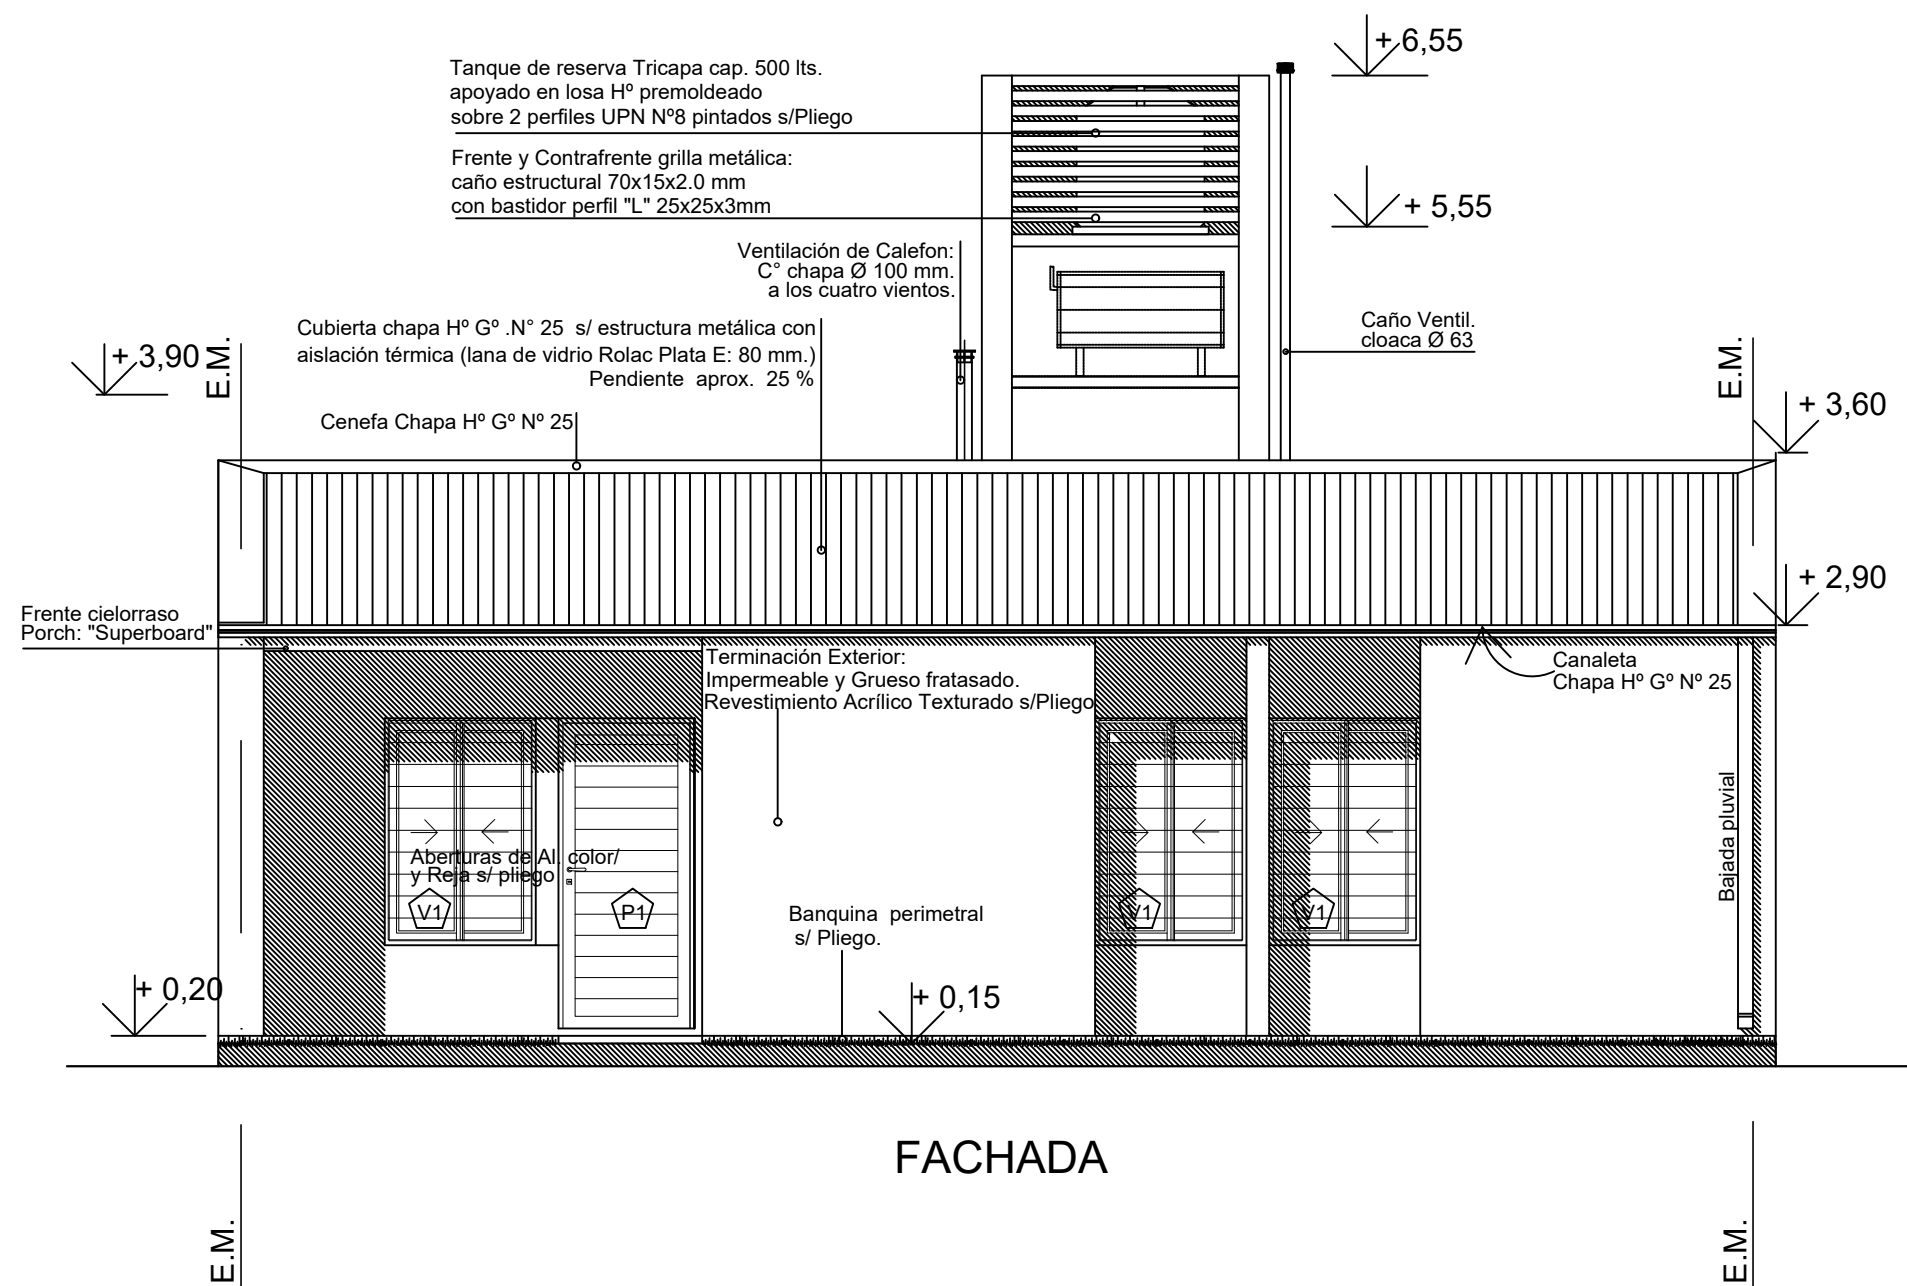 + 6,55
Tanque de reserva Tricapa cap. 500 lts.
apoyado en losa Hº premoldeado
sobre 2 perfiles UPN Nº8 pintados s/Pliego
Frente y Contrafrente grilla metálica:
caño estructural 70x15x2.0 mm
con bastidor perfil "L" 25x25x3mm
+ 5,55
Ventilación de Calefon:
C° chapa Ø 100 mm.
a los cuatro vientos.
Cubierta chapa Hº Gº .N° 25 s/ estructura metálica con
aislación térmica (lana de vidrio Rolac Plata E: 80 mm.)
Pendiente aprox. 25 %
Caño Ventil.
cloaca Ø 63
+ 3,90
E.M.
E.M.
Cenefa Chapa Hº Gº Nº 25
+ 3,60
+ 2,90
Frente cielorraso
Porch: "Superboard"
Terminación Exterior:
Impermeable y Grueso fratasado.
Revestimiento Acrílico Texturado s/Pliego
Canaleta
Chapa Hº Gº Nº 25
Bajada pluvial
Aberturas de Al. color/
y Reja s/ pliego
V1
P1
V1
V1
Banquina perimetral
s/ Pliego.
+ 0,20
+ 0,15
FACHADA
E.M.
E.M.